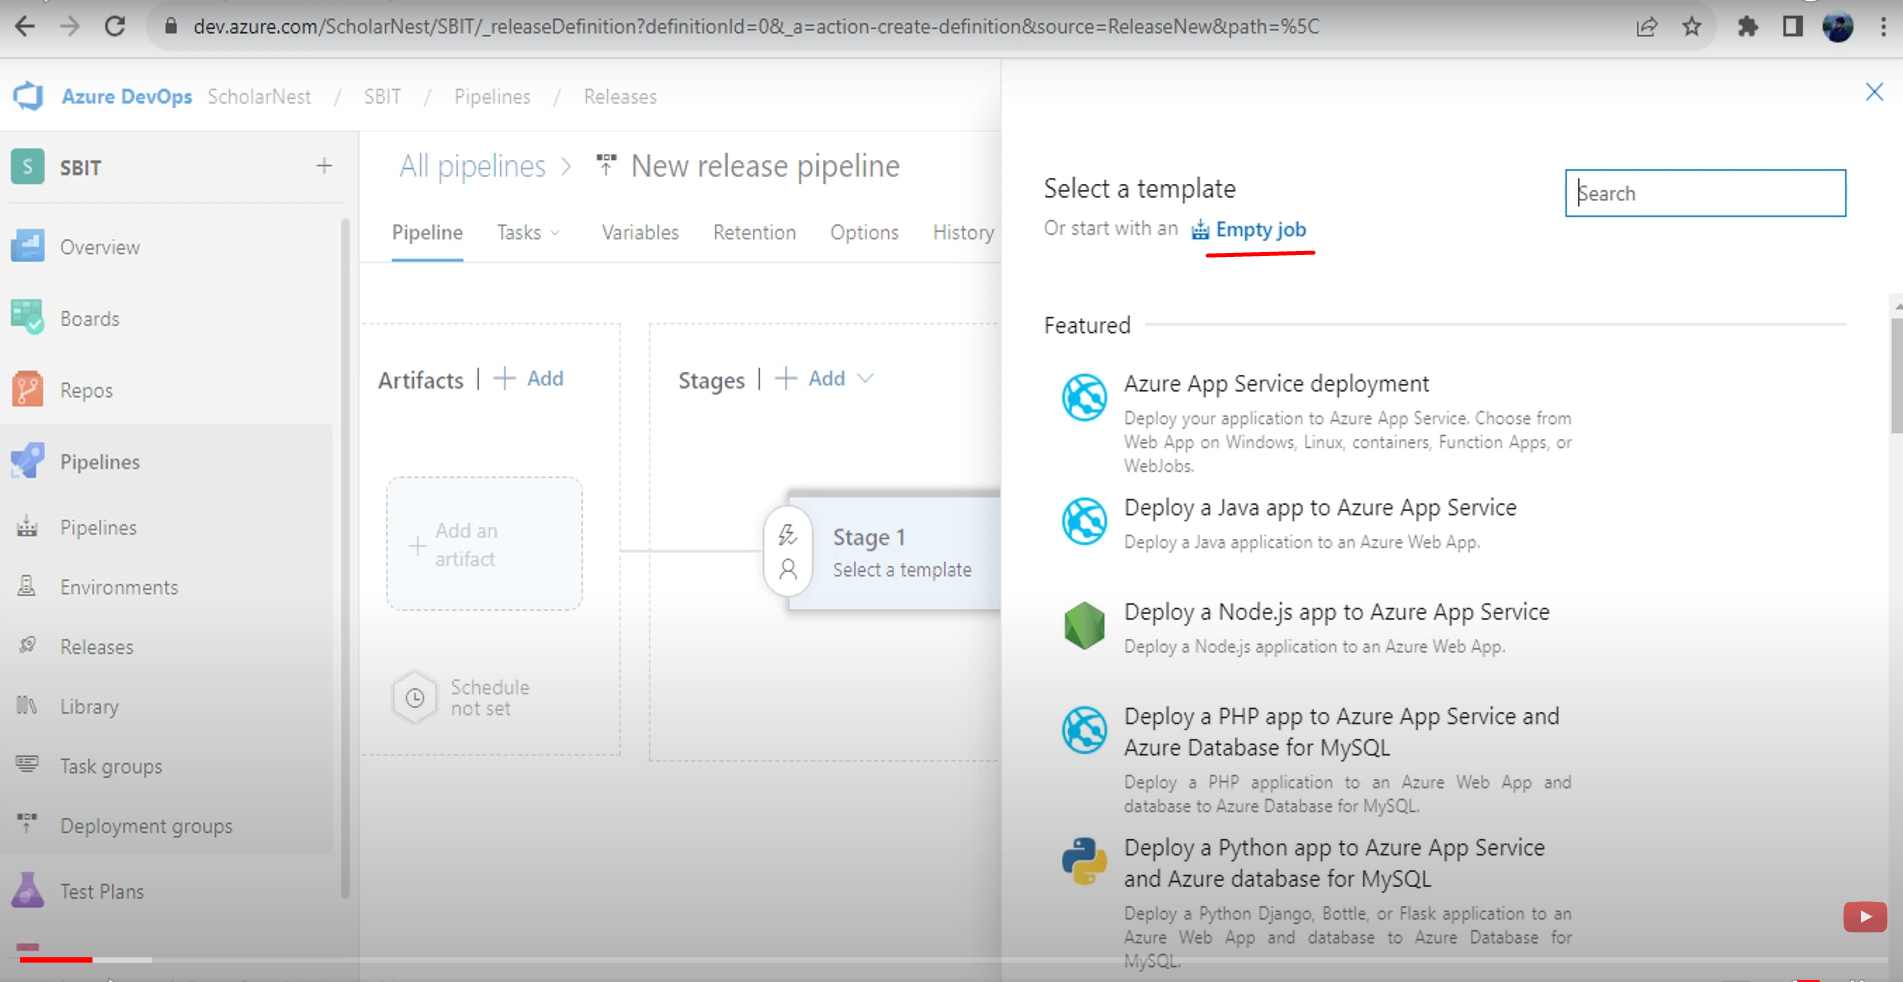 dev.azure.com/ScholarNest/SBIT/_releaseDefinition?definitionId=0&_a=action-create-definition&source=ReleaseNew&path=%5C
Azure DevOps ScholarNest / SBIT / Pipelines / Releases
S SBIT
Overview
Boards
Repos
Pipelines
Pipelines
Environments
Releases
Library
Task groups
Deployment groups
Test Plans
All pipelines > New release pipeline
Pipeline Tasks Variables Retention Options History
Artifacts | + Add
Stages | + Add
+ Add an
artifact
Schedule
not set
Stage 1
Select a template
Select a template
Search
Or start with an Empty job
Featured
Azure App Service deployment
Deploy your application to Azure App Service. Choose from
Web App on Windows, Linux, containers, Function Apps, or
WebJobs.
Deploy a Java app to Azure App Service
Deploy a Java application to an Azure Web App.
Deploy a Node.js app to Azure App Service
Deploy a Node.js application to an Azure Web App.
Deploy a PHP app to Azure App Service and
Azure Database for MySQL
Deploy a PHP application to an Azure Web App and
database to Azure Database for MySQL.
Deploy a Python app to Azure App Service
and Azure database for MySQL
Deploy a Python Django, Bottle, or Flask application to an
Azure Web App and database to Azure Database for
MySQL.